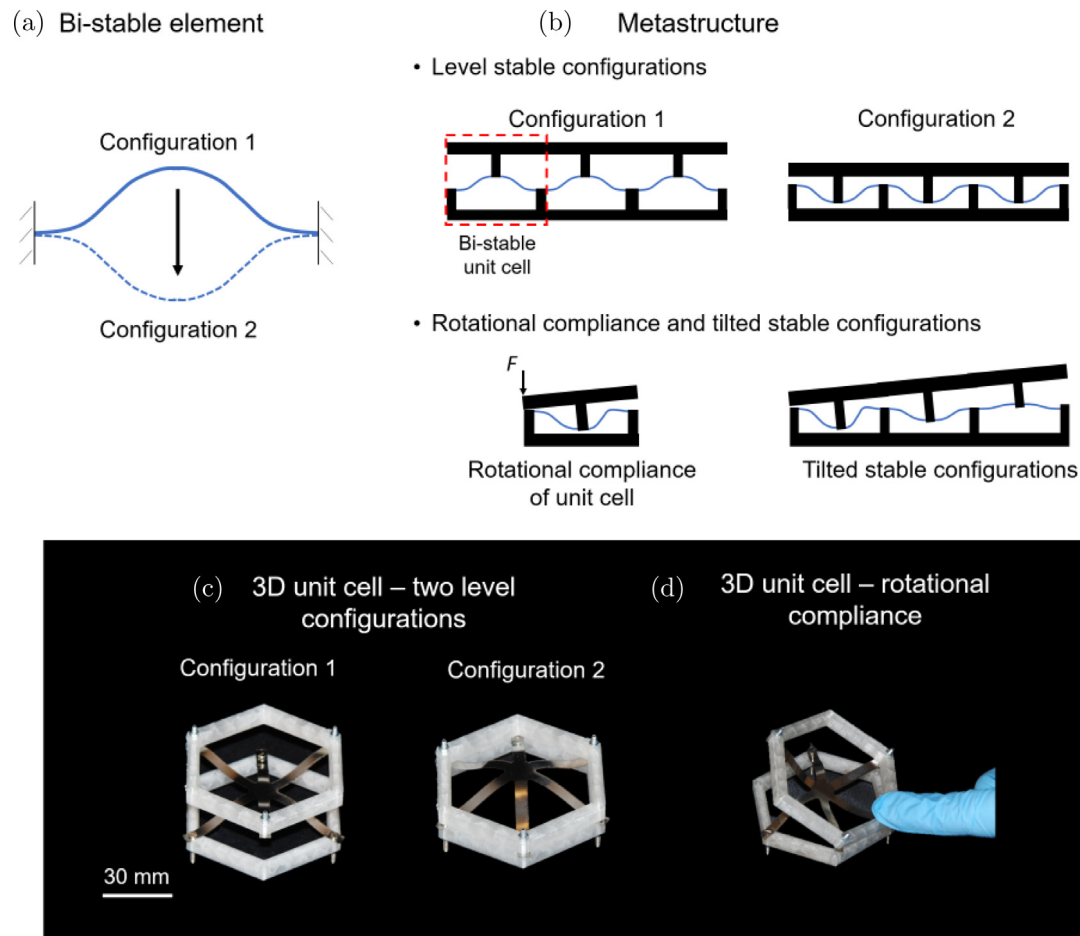 (a) Bi-stable element
Configuration 1
Configuration 2
(b) Metastructure
• Level stable configurations
Configuration 1
Configuration 2
Bi-stable
unit cell
• Rotational compliance and tilted stable configurations
F
Rotational compliance
of unit cell
Tilted stable configurations
(c) 3D unit cell – two level
configurations
Configuration 1
Configuration 2
30 mm
(d) 3D unit cell – rotational
compliance